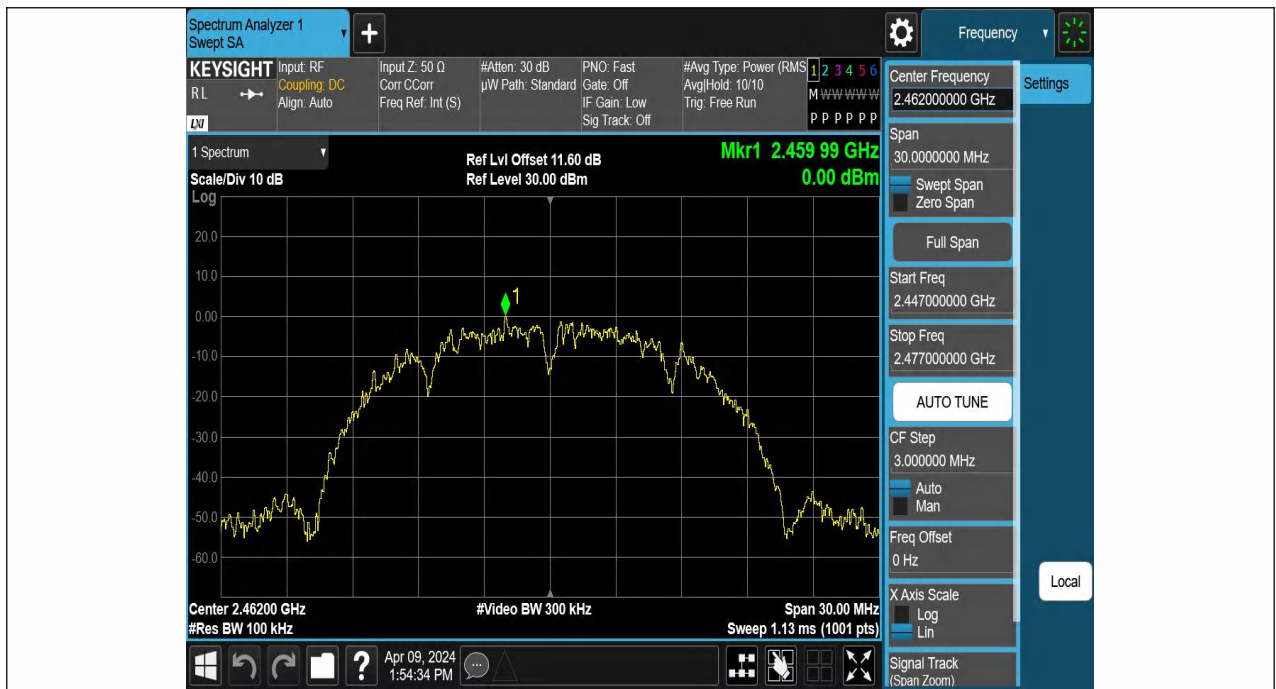 Spectrum Analyzer 1
Swept SA
+
Frequency
KEYSIGHT
RL
LXI
Input: RF
Coupling: DC
Align: Auto
Input Z: 50 Ω
Corr CCorr
Freq Ref: Int (S)
#Atten: 30 dB
µW Path: Standard
PNO: Fast
Gate: Off
IF Gain: Low
Sig Track: Off
#Avg Type: Power (RMS
Avg|Hold: 10/10
Trig: Free Run
1 2 3 4 5 6
M W W W W W
P P P P P P
1 Spectrum
Scale/Div 10 dB
Log
Ref Lvl Offset 11.60 dB
Ref Level 30.00 dBm
Mkr1 2.459 99 GHz
0.00 dBm
20.0
10.0
0.00
-10.0
-20.0
-30.0
-40.0
-50.0
-60.0
1
Center 2.46200 GHz
#Res BW 100 kHz
#Video BW 300 kHz
Span 30.00 MHz
Sweep 1.13 ms (1001 pts)
Center Frequency
2.462000000 GHz
Settings
Span
30.0000000 MHz
Swept Span
Zero Span
Full Span
Start Freq
2.447000000 GHz
Stop Freq
2.477000000 GHz
AUTO TUNE
CF Step
3.000000 MHz
Auto
Man
Freq Offset
0 Hz
X Axis Scale
Log
Lin
Local
Signal Track
(Span Zoom)
?
Apr 09, 2024
1:54:34 PM